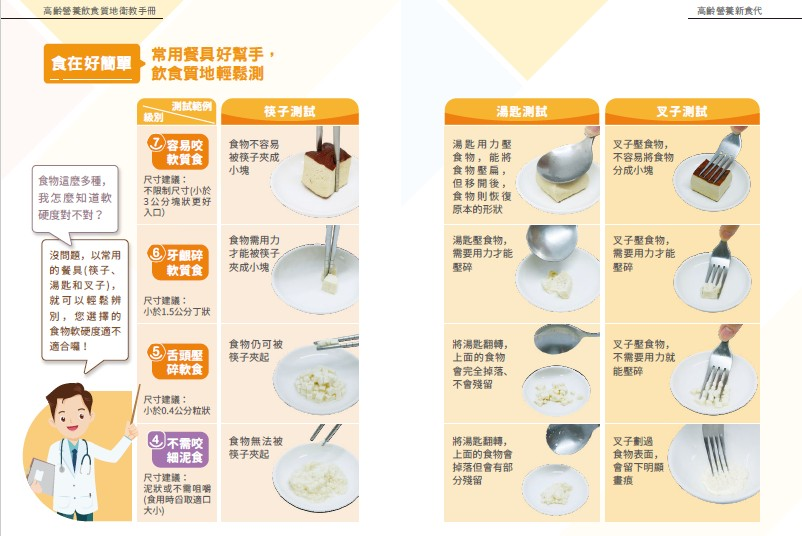 高齡營養飲食質地衛教手冊
高齡營養新食代
食在好簡單
常用餐具好幫手，
飲食質地輕鬆測
測試範例
級別
筷子測試
湯匙測試
叉子測試
7 容易咬
軟質食
尺寸建議：
不限制尺寸(小於
3公分塊狀更好
入口)
食物不容易
被筷子夾成
小塊
湯匙用力壓
食物，能將
食物壓扁，
但移開後，
食物則恢復
原本的形狀
叉子壓食物，
不容易將食物
分成小塊
食物這麼多種，
我怎麼知道軟
硬度對不對？
6 牙齦碎
軟質食
尺寸建議：
小於1.5公分丁狀
食物需用力
才能被筷子
夾成小塊
湯匙壓食物，
需要用力才能
壓碎
叉子壓食物，
需要用力才能
壓碎
沒問題，以常用
的餐具(筷子、
湯匙和叉子)，
就可以輕鬆辨
別，您選擇的
食物軟硬度適不
適合囉！
5 舌頭壓
碎軟食
尺寸建議：
小於0.4公分粒狀
食物仍可被
筷子夾起
將湯匙翻轉，
上面的食物
會完全掉落、
不會殘留
叉子壓食物，
不需要用力就
能壓碎
4 不需咬
細泥食
尺寸建議：
泥狀或不需咀嚼
(食用時舀取適口
大小)
食物無法被
筷子夾起
將湯匙翻轉，
上面的食物會
掉落但會有部
分殘留
叉子劃過
食物表面，
會留下明顯
畫痕